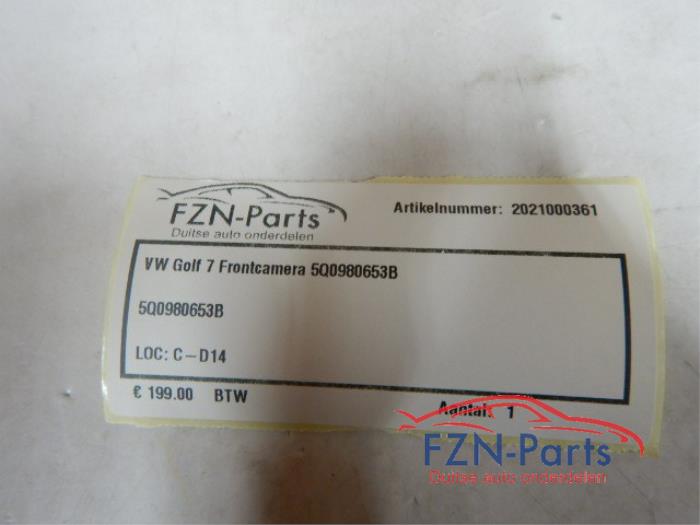 FZN-Parts
Duitse auto onderdelen
Artikelnummer: 2021000361
VW Golf 7 Frontcamera 5Q0980653B
5Q0980653B
LOC: C-D14
€ 199.00 BTW
Aantal: 1
FZN-Parts
Duitse auto onderdelen